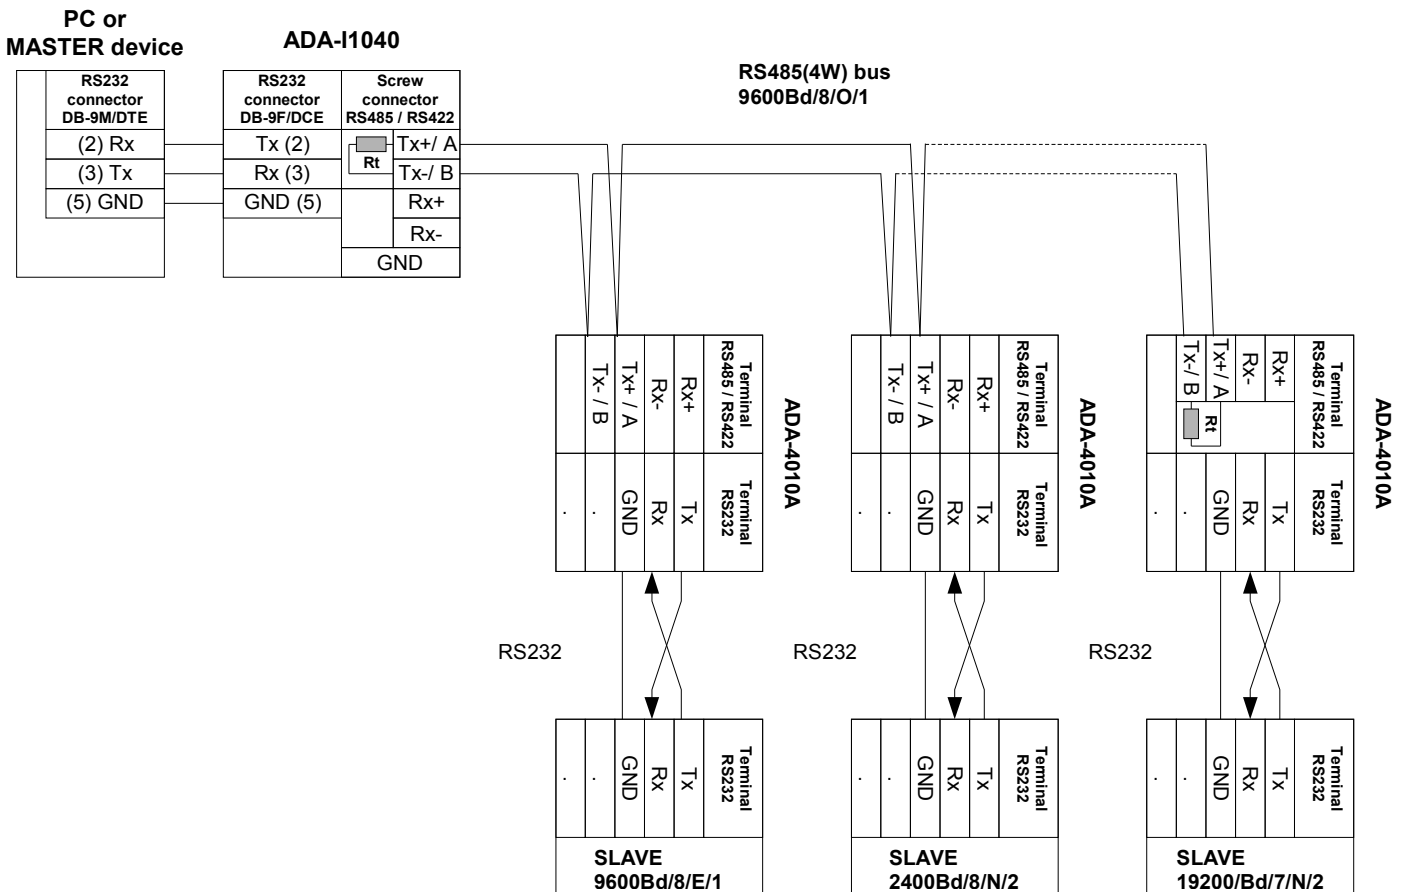 PC or
MASTER device
ADA-I1040
RS232
connector
DB-9M/DTE
(2) Rx
(3) Tx
(5) GND
RS232
connector
DB-9F/DCE
Tx (2)
Rx (3)
GND (5)
Screw
connector
RS485 / RS422
Rt
Tx+/ A
Tx-/ B
Rx+
Rx-
GND
RS485(4W) bus
9600Bd/8/O/1
Tx- / B
Tx+ / A
Rx-
Rx+
Terminal
RS485 / RS422
ADA-4010A
.
.
GND
Rx
Tx
Terminal
RS232
RS232
.
.
GND
Rx
Tx
Terminal
RS232
SLAVE
9600Bd/8/E/1
Tx- / B
Tx+ / A
Rx-
Rx+
Terminal
RS485 / RS422
ADA-4010A
.
.
GND
Rx
Tx
Terminal
RS232
RS232
.
.
GND
Rx
Tx
Terminal
RS232
SLAVE
2400Bd/8/N/2
Tx-/ B
Tx+/ A
Rx-
Rx+
Rt
Terminal
RS485 / RS422
ADA-4010A
.
.
GND
Rx
Tx
Terminal
RS232
RS232
.
.
GND
Rx
Tx
Terminal
RS232
SLAVE
19200/Bd/7/N/2